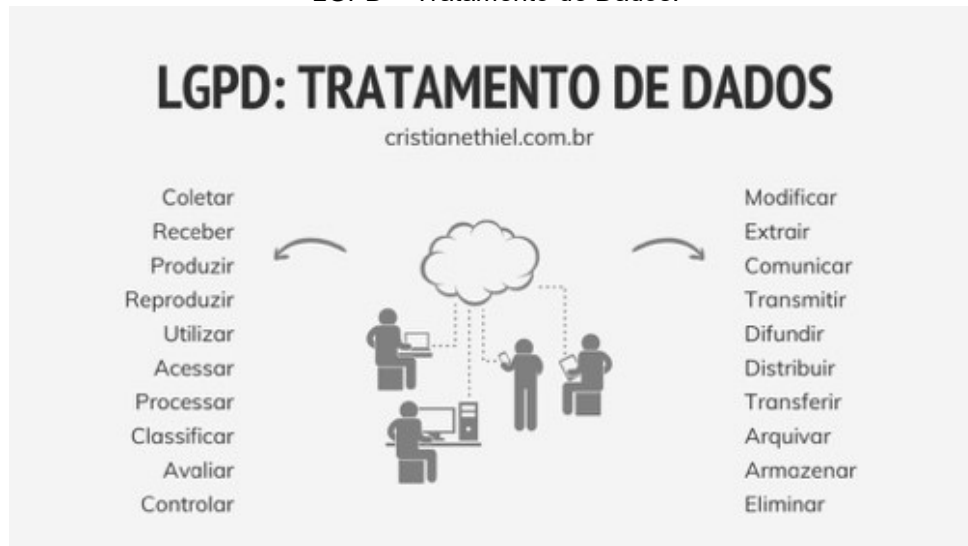 LGPD: TRATAMENTO DE DADOS
cristianethiel.com.br
Coletar
Receber
Produzir
Reproduzir
Utilizar
Acessar
Processar
Classificar
Avaliar
Controlar
Modificar
Extrair
Comunicar
Transmitir
Difundir
Distribuir
Transferir
Arquivar
Armazenar
Eliminar